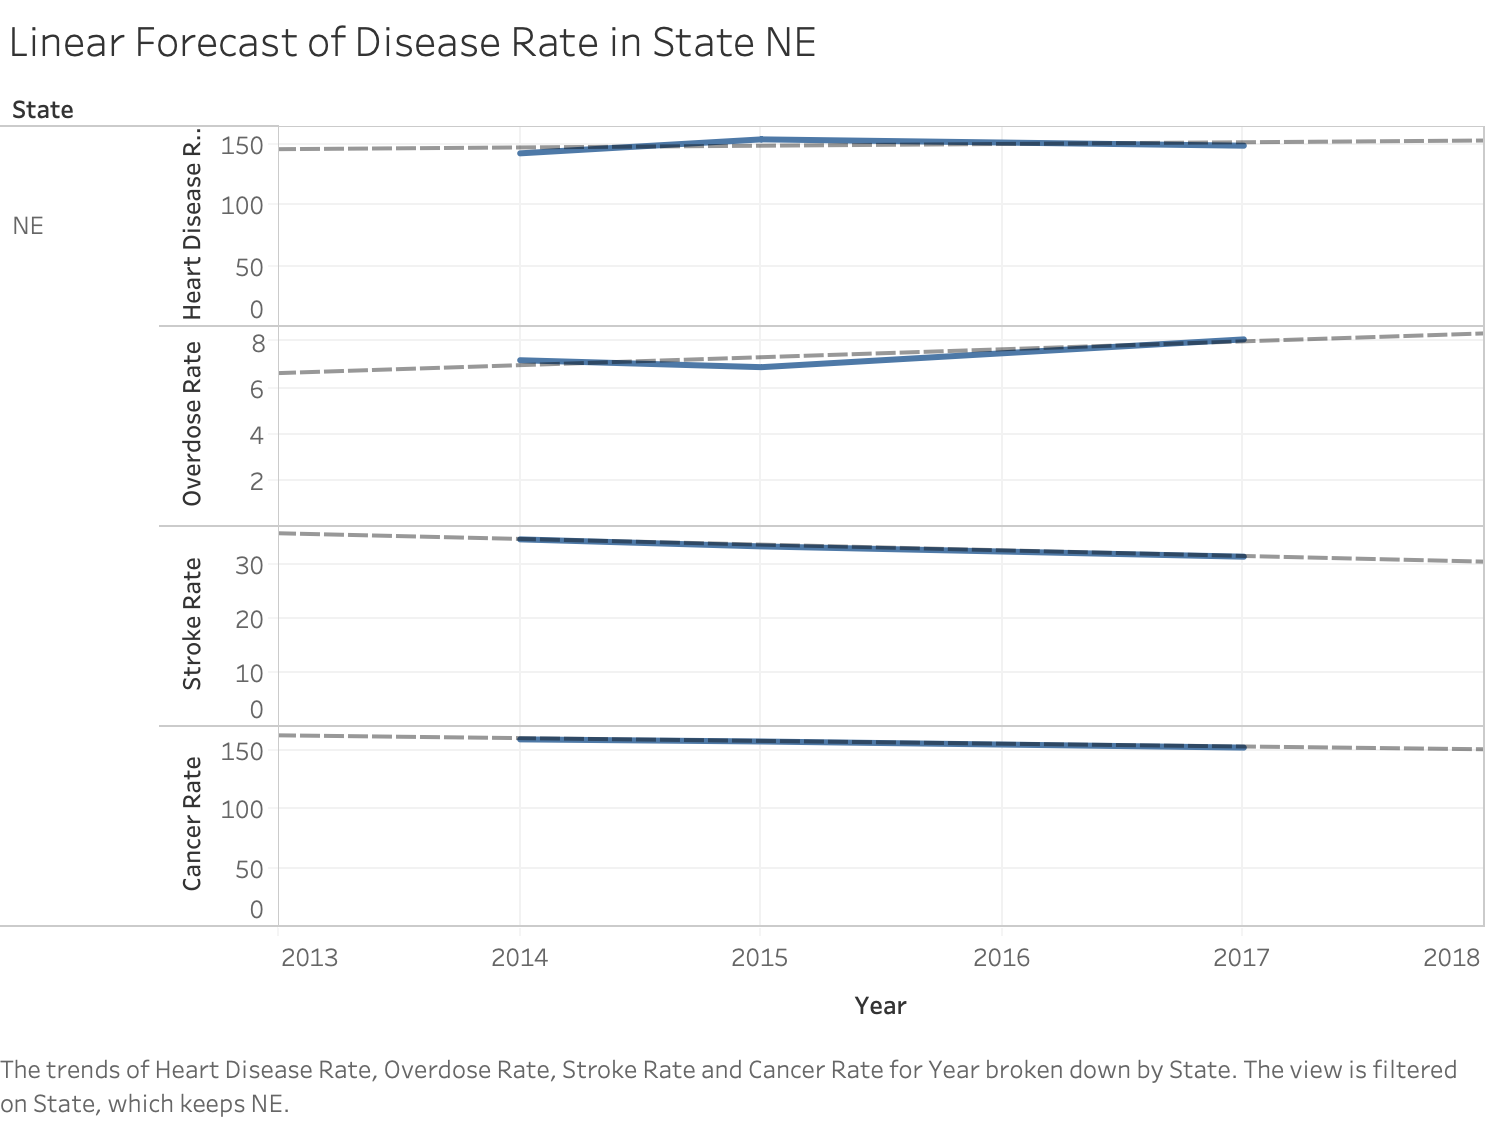 Linear Forecast of Disease Rate in State NE
State
NE
Heart Disease R..
150
100
50
0
Overdose Rate
8
6
4
2
Stroke Rate
30
20
10
0
Cancer Rate
150
100
50
0
2013 2014 2015 2016 2017 2018
Year
The trends of Heart Disease Rate, Overdose Rate, Stroke Rate and Cancer Rate for Year broken down by State. The view is filtered
on State, which keeps NE.